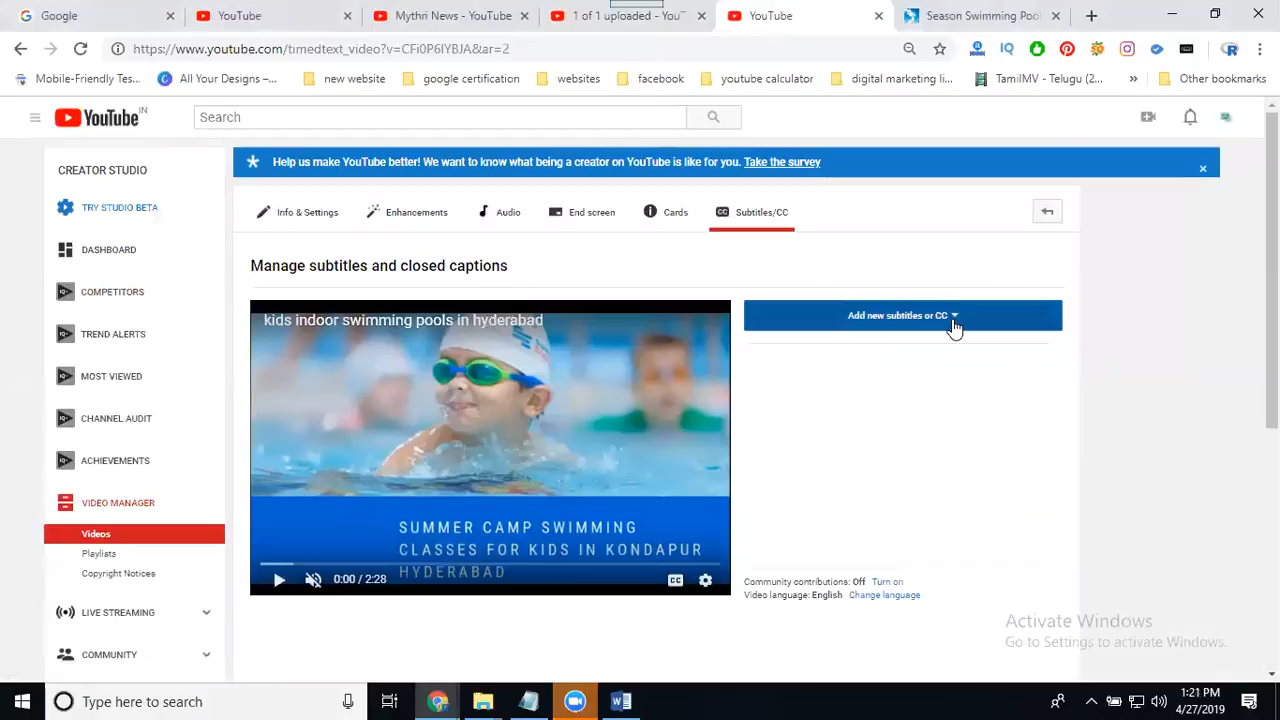 Google
YouTube
Mythri News - YouTube
1 of 1 uploaded - You
YouTube
Season Swimming Poo
https://www.youtube.com/timedtext_video?v=CFi0P6IYBJA&ar=2
Mobile-Friendly Tes...
All Your Designs –...
new website
google certification
websites
facebook
youtube calculator
digital marketing li...
TamilMV - Telugu (2...
Other bookmarks
YouTube IN
Search
CREATOR STUDIO
TRY STUDIO BETA
DASHBOARD
COMPETITORS
TREND ALERTS
MOST VIEWED
CHANNEL AUDIT
ACHIEVEMENTS
VIDEO MANAGER
Videos
Playlists
Copyright Notices
LIVE STREAMING
COMMUNITY
Help us make YouTube better! We want to know what being a creator on YouTube is like for you. Take the survey
Info & Settings
Enhancements
Audio
End screen
Cards
Subtitles/CC
Manage subtitles and closed captions
kids indoor swimming pools in hyderabad
SUMMER CAMP SWIMMING
CLASSES FOR KIDS IN KONDAPUR
HYDERABAD
0:00 / 2:28
Add new subtitles or CC
Community contributions: Off Turn on
Video language: English Change language
Activate Windows
Go to Settings to activate Windows.
Type here to search
1:21 PM
4/27/2019